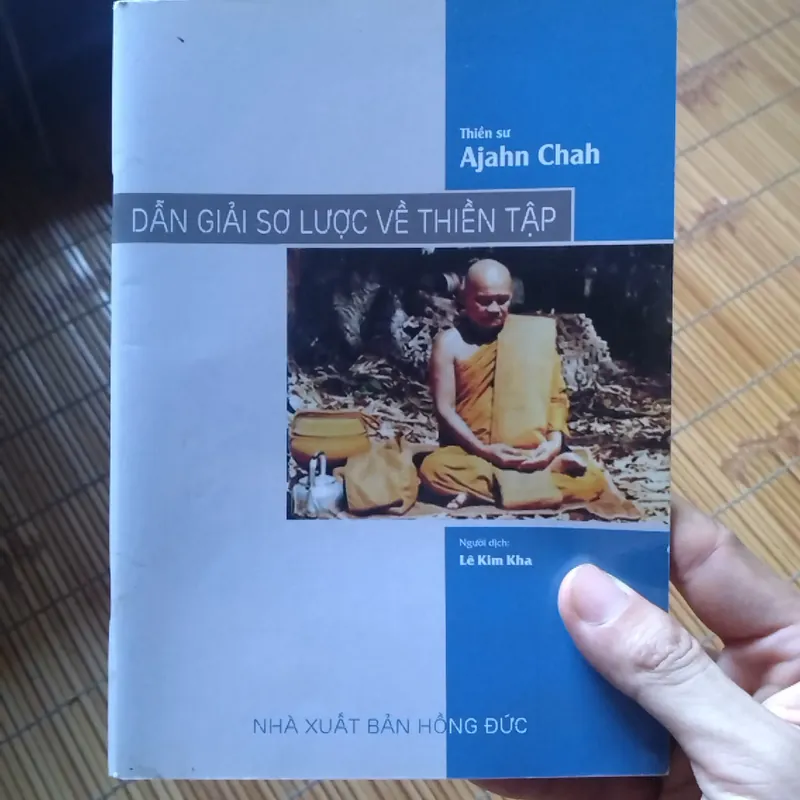 Thiền sư
Ajahn Chah
DẪN GIẢI SƠ LƯỢC VỀ THIỀN TẬP
Người dịch:
Lê Kim Kha
NHÀ XUẤT BẢN HỒNG ĐỨC